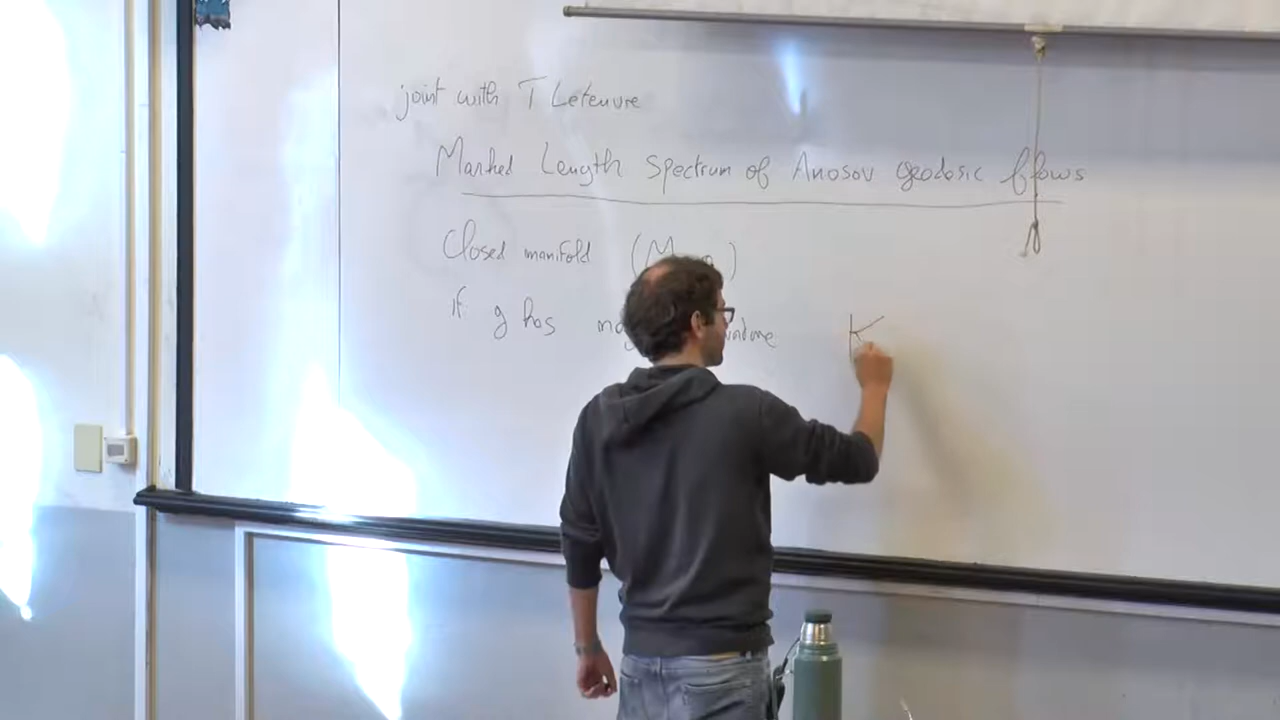 joint with T Lefeuvre
Marked Length Spectrum of Anosov geodesic flows
Closed manifold (M )
If g has K